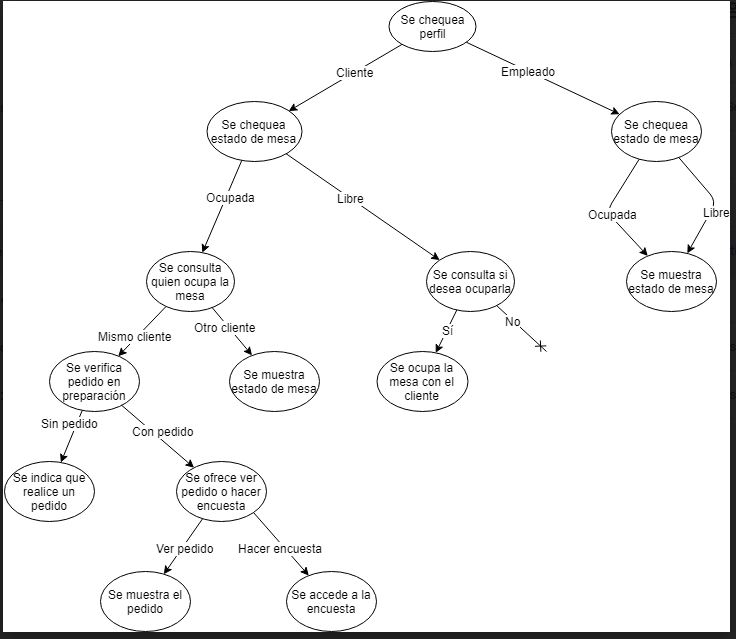 Se chequea
perfil
Cliente
Empleado
Se chequea
estado de mesa
Se chequea
estado de mesa
Ocupada
Libre
Ocupada
Libre
Se consulta
quien ocupa la
mesa
Se consulta si
desea ocuparla
Se muestra
estado de mesa
Mismo cliente
Otro cliente
Sí
No
Se verifica
pedido en
preparación
Se muestra
estado de mesa
Se ocupa la
mesa con el
cliente
Sin pedido
Con pedido
Se indica que
realice un
pedido
Se ofrece ver
pedido o hacer
encuesta
Ver pedido
Hacer encuesta
Se muestra el
pedido
Se accede a la
encuesta